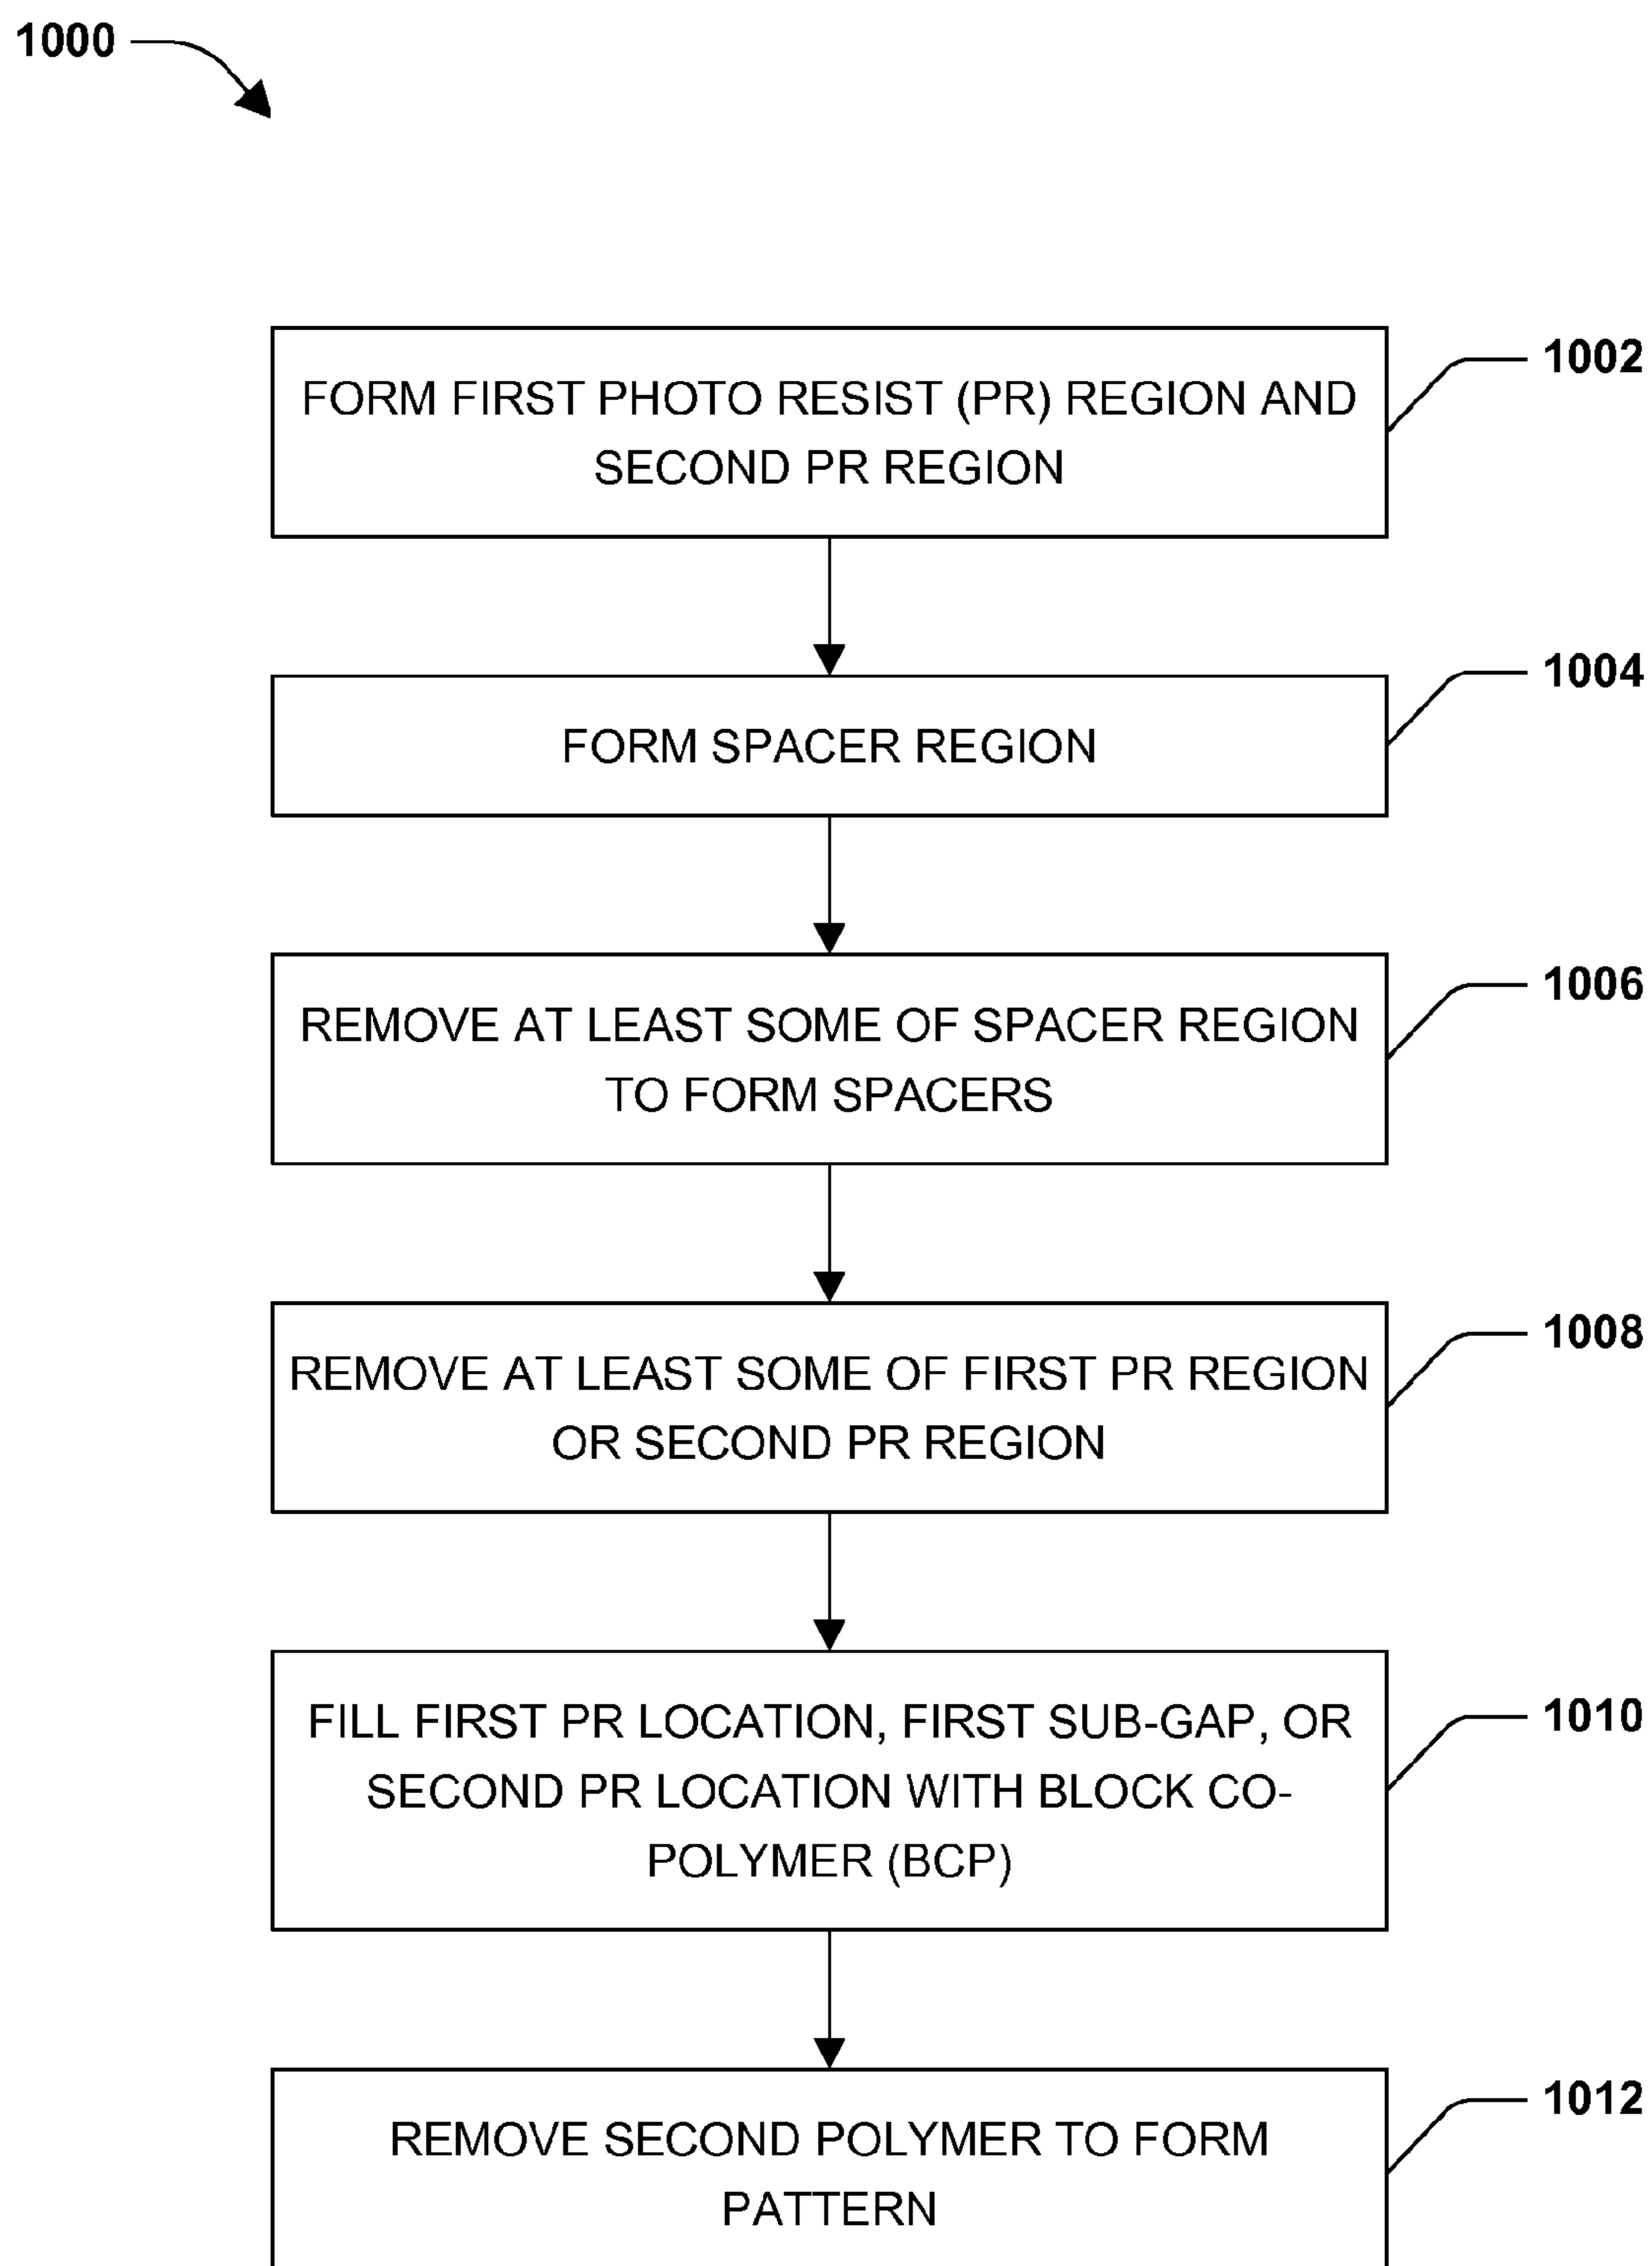 1000
FORM FIRST PHOTO RESIST (PR) REGION AND
SECOND PR REGION
1002
FORM SPACER REGION
1004
REMOVE AT LEAST SOME OF SPACER REGION
TO FORM SPACERS
1006
REMOVE AT LEAST SOME OF FIRST PR REGION
OR SECOND PR REGION
1008
FILL FIRST PR LOCATION, FIRST SUB-GAP, OR
SECOND PR LOCATION WITH BLOCK CO-
POLYMER (BCP)
1010
REMOVE SECOND POLYMER TO FORM
PATTERN
1012